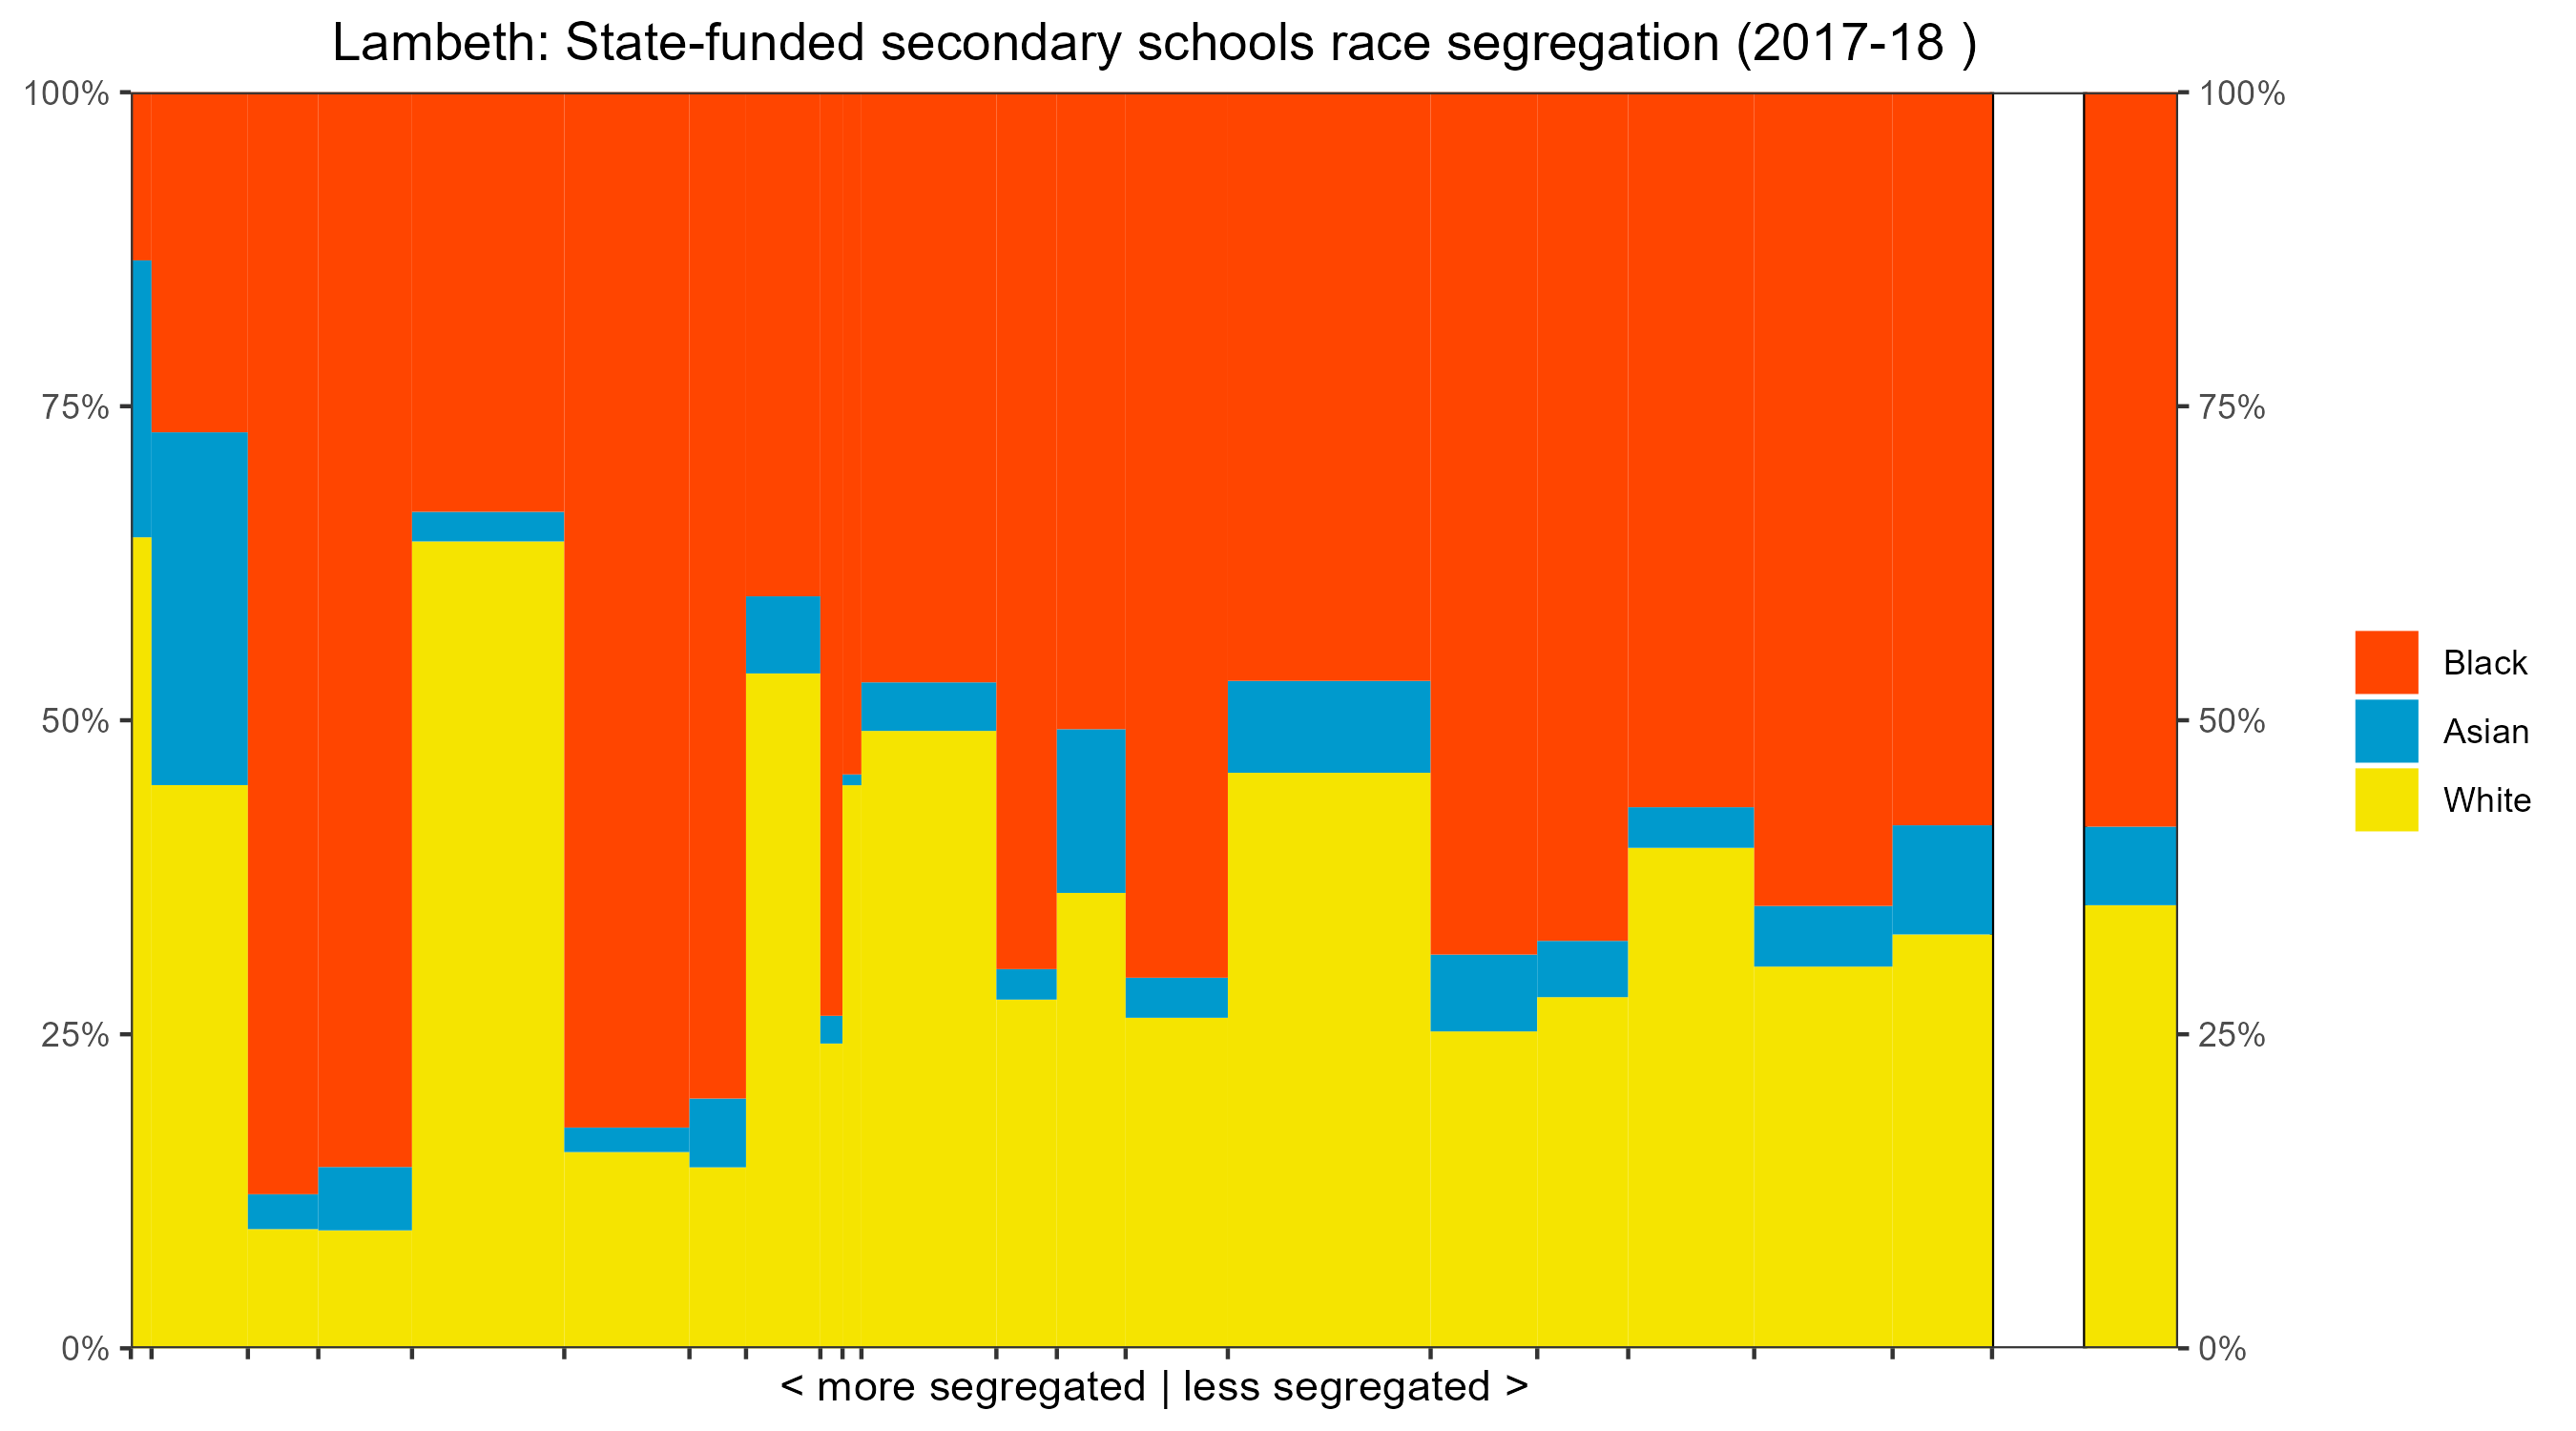 Lambeth: State-funded secondary schools race segregation (2017-18 )
100%
75%
50%
25%
0%
100%
75%
50%
25%
0%
< more segregated | less segregated >
Black
Asian
White